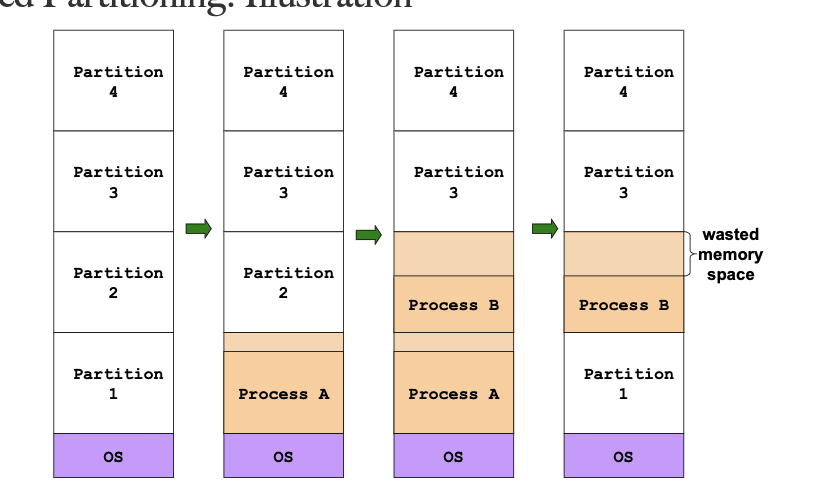 ed Partitioning: Illustration
Partition
4
Partition
3
Partition
2
Partition
1
OS
Partition
4
Partition
3
Partition
2
Process A
OS
Partition
4
Partition
3
Process B
Process A
OS
Partition
4
Partition
3
Process B
Partition
1
OS
wasted
memory
space